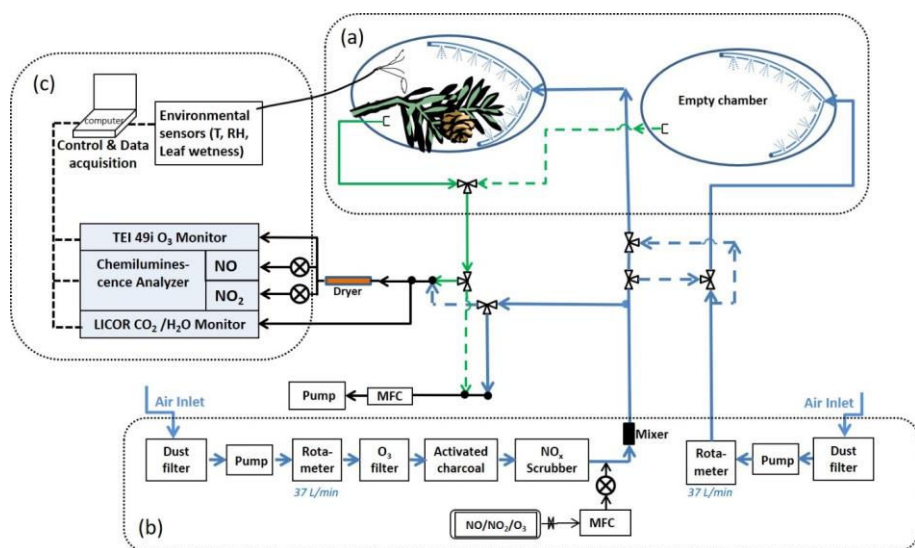 (a)
(c)
computer
Control & Data
acquisition
Environmental
sensors (T, RH,
Leaf wetness)
Empty chamber
TEI 49i O₃ Monitor
Chemilumines-
cence Analyzer
NO
NO₂
LICOR CO₂ /H₂O Monitor
Dryer
Pump
MFC
Air Inlet
Mixer
Air Inlet
Dust
filter
Pump
Rota-
meter
37 L/min
O₃
filter
Activated
charcoal
NOₓ
Scrubber
Rota-
meter
37 L/min
Pump
Dust
filter
(b)
NO/NO₂/O₃
MFC